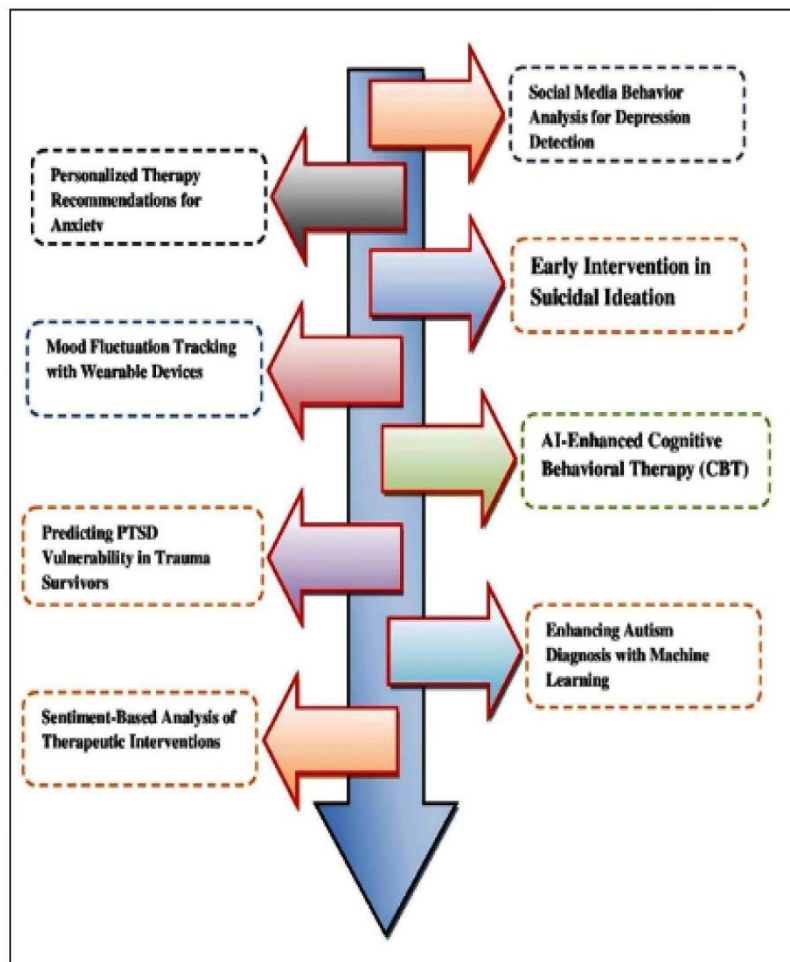 Social Media Behavior
Analysis for Depression
Detection
Personalized Therapy
Recommendations for
Anxiety
Early Intervention in
Suicidal Ideation
Mood Fluctuation Tracking
with Wearable Devices
AI-Enhanced Cognitive
Behavioral Therapy (CBT)
Predicting PTSD
Vulnerability in Trauma
Survivors
Enhancing Autism
Diagnosis with Machine
Learning
Sentiment-Based Analysis of
Therapeutic Interventions